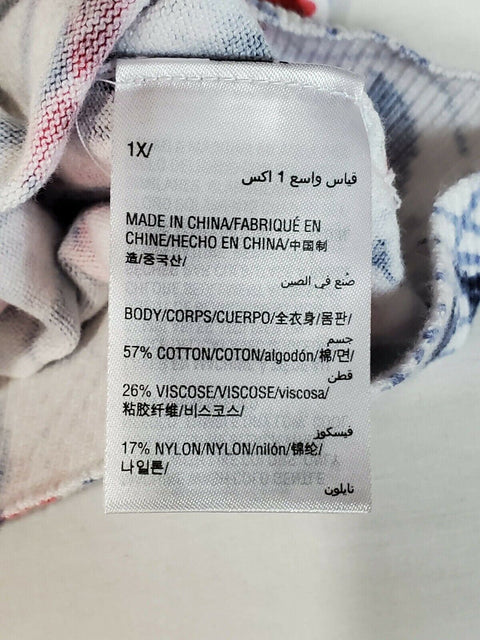 1X/
قياس واسع 1 اكس
MADE IN CHINA/FABRIQUÉ EN
CHINE/HECHO EN CHINA/中国制
造/중국산/
صُنع في الصين
BODY/CORPS/CUERPO/全衣身/몸판/
جسم
57% COTTON/COTON/algodón/棉/면/
قطن
26% VISCOSE/VISCOSE/viscosa/
粘胶纤维/비스코스/
فيسكوز
17% NYLON/NYLON/nilón/锦纶/
나일론/
نايلون